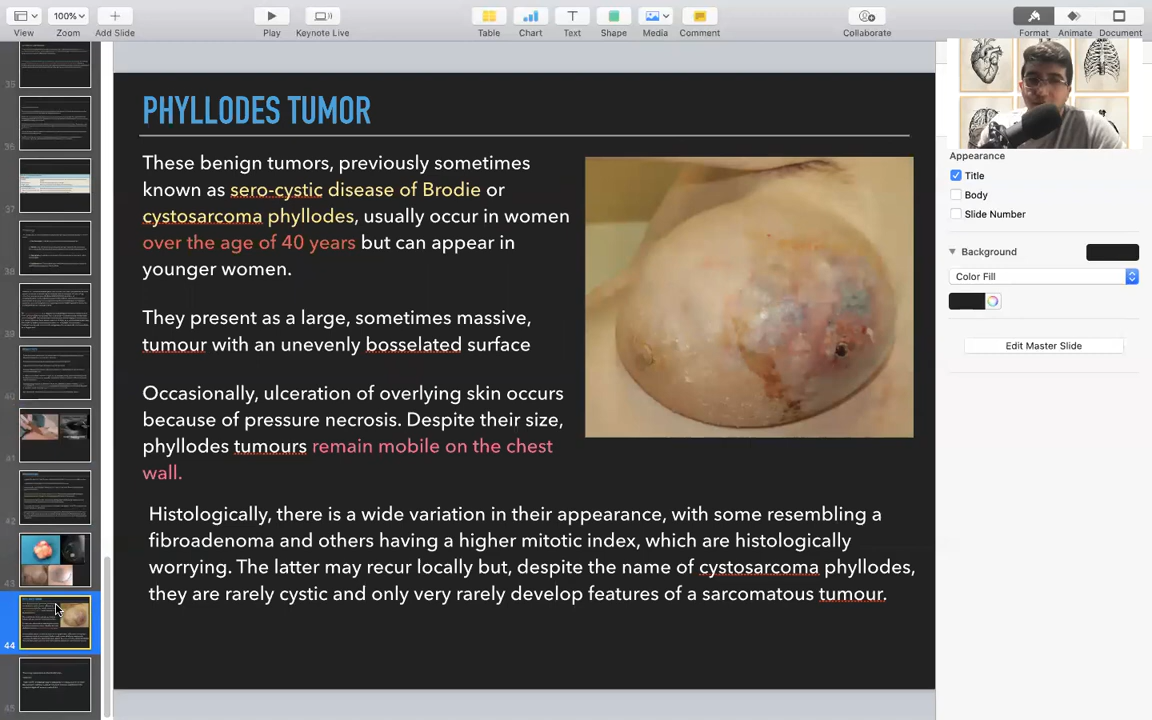 100%
View
Zoom
Add Slide
Play
Keynote Live
Table
Chart
Text
Shape
Media
Comment
Collaborate
Format
Animate
Document
35
36
37
38
39
40
41
42
43
44
45
PHYLLODES TUMOR
These benign tumors, previously sometimes
known as sero-cystic disease of Brodie or
cystosarcoma phyllodes, usually occur in women
over the age of 40 years but can appear in
younger women.
They present as a large, sometimes massive,
tumour with an unevenly bosselated surface
Occasionally, ulceration of overlying skin occurs
because of pressure necrosis. Despite their size,
phyllodes tumours remain mobile on the chest
wall.
Histologically, there is a wide variation in their appearance, with some resembling a
fibroadenoma and others having a higher mitotic index, which are histologically
worrying. The latter may recur locally but, despite the name of cystosarcoma phyllodes,
they are rarely cystic and only very rarely develop features of a sarcomatous tumour.
Appearance
Title
Body
Slide Number
Background
Color Fill
Edit Master Slide